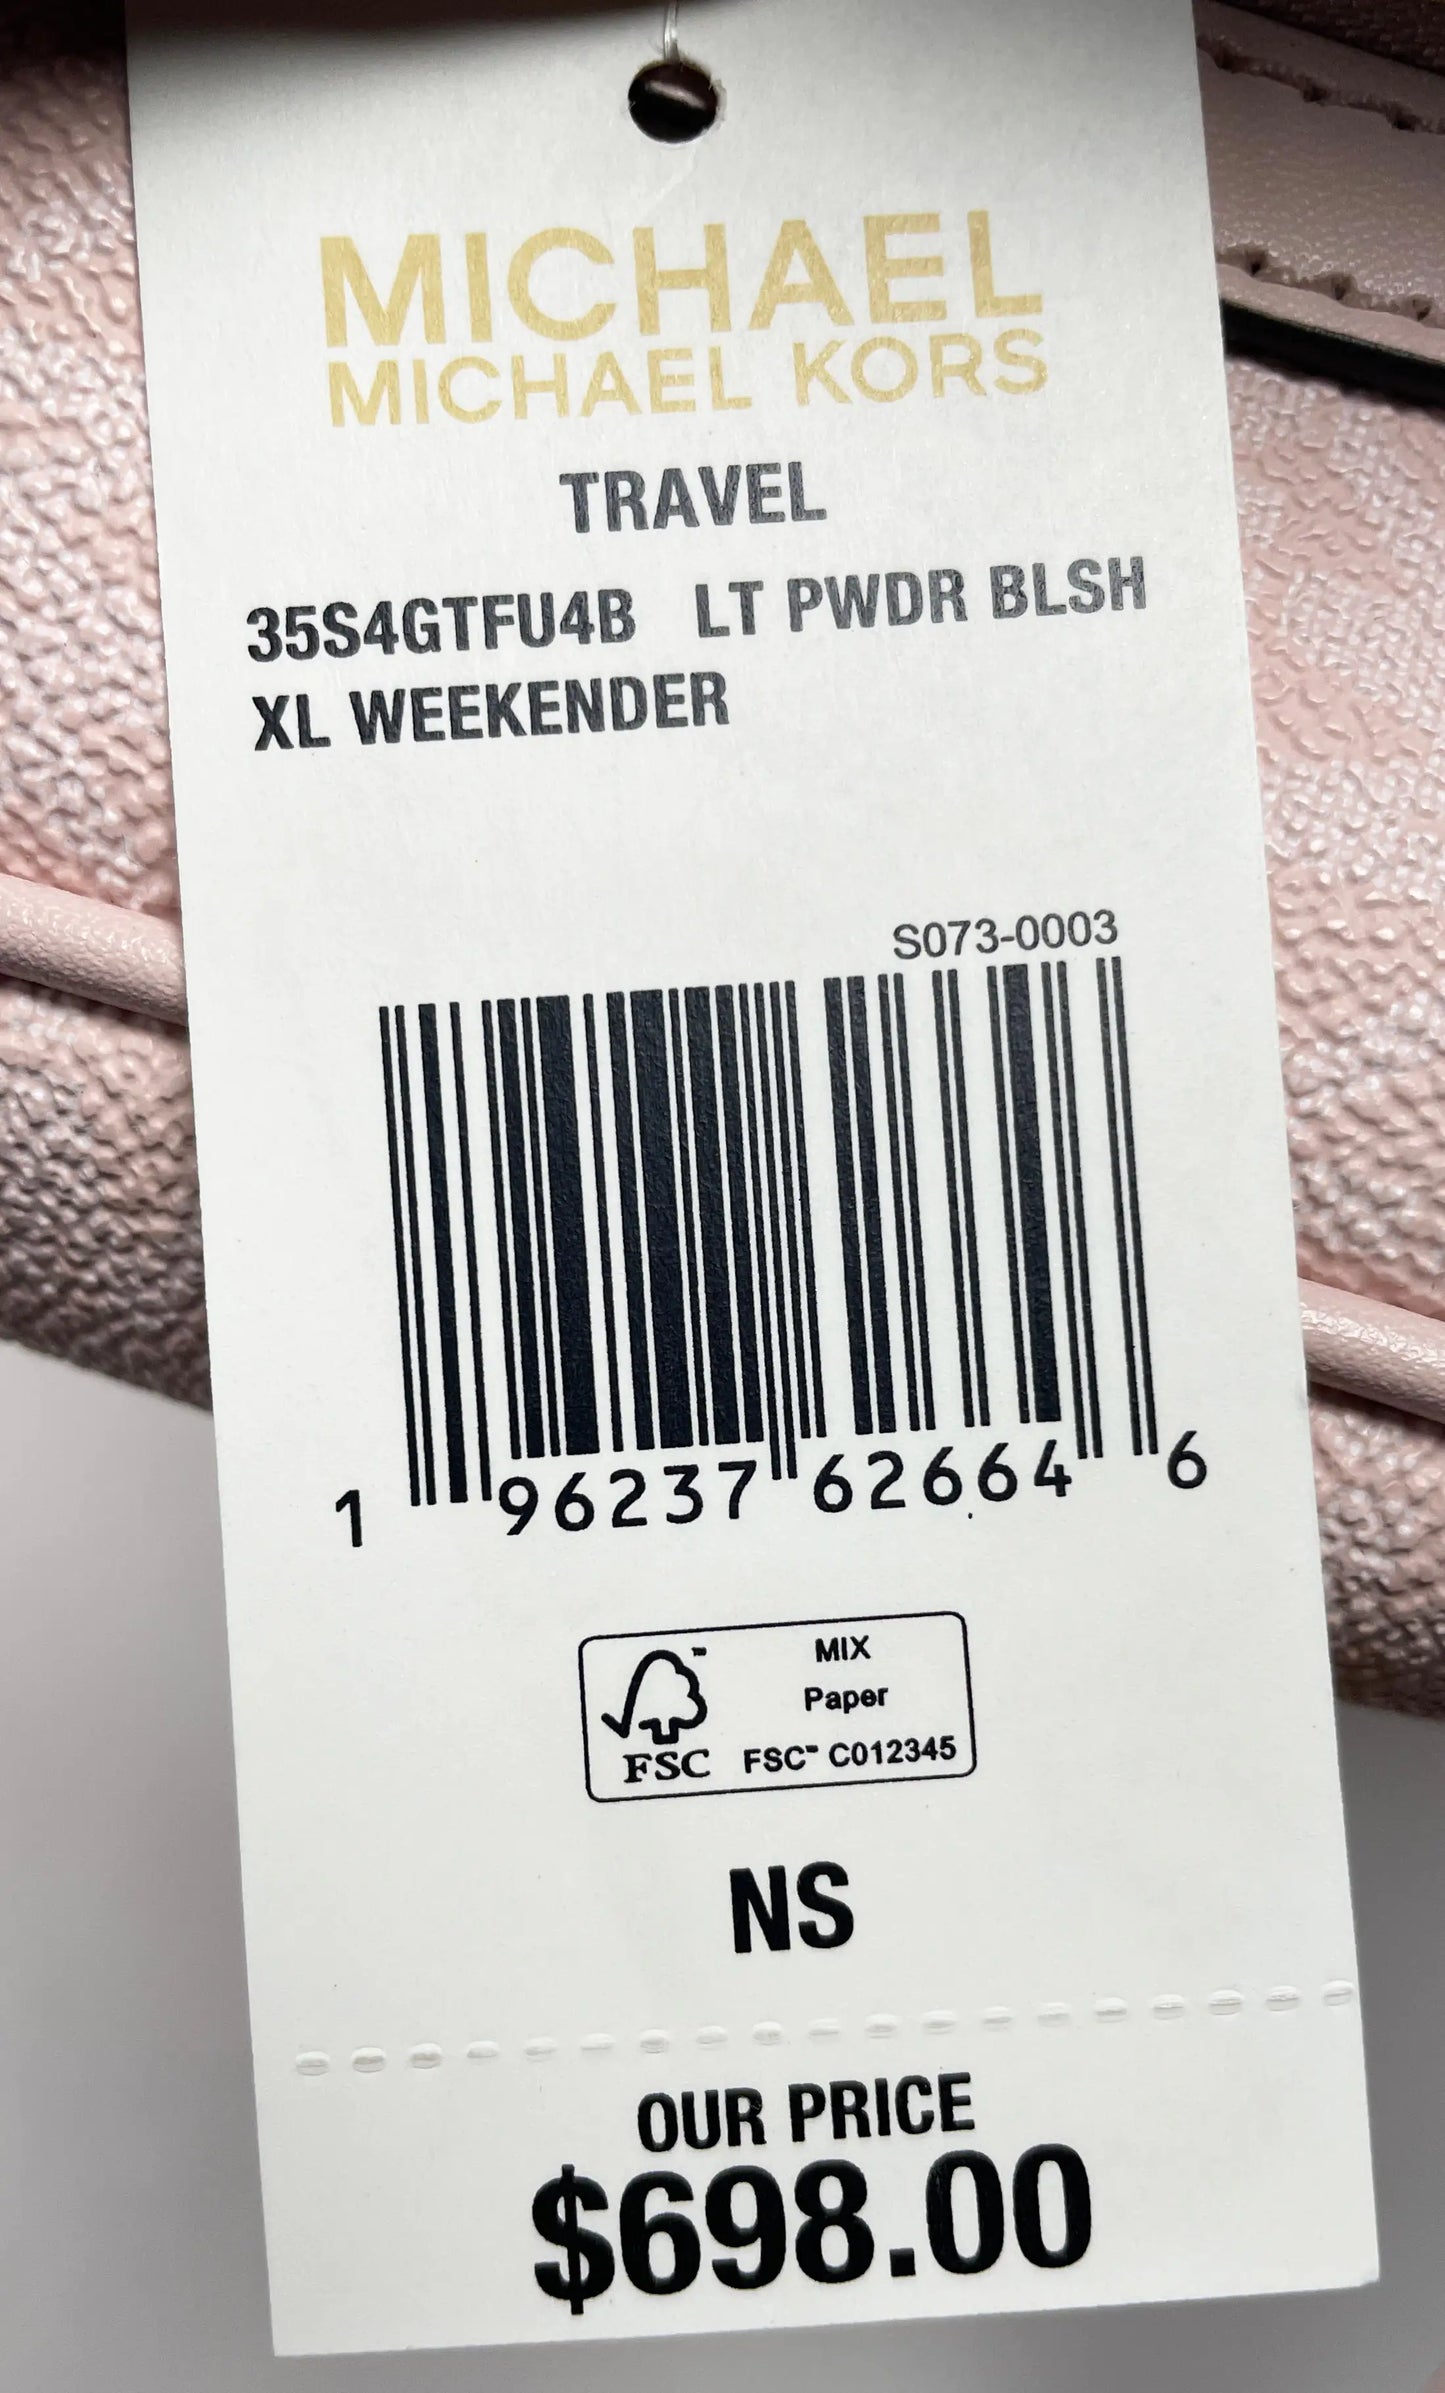 MICHAEL
MICHAEL KORS
TRAVEL
35S4GTFU4B LT PWDR BLSH
XL WEEKENDER
S073-0003
1 96237 62664 6
MIX
Paper
FSC™ C012345
™
FSC
NS
OUR PRICE
$698.00